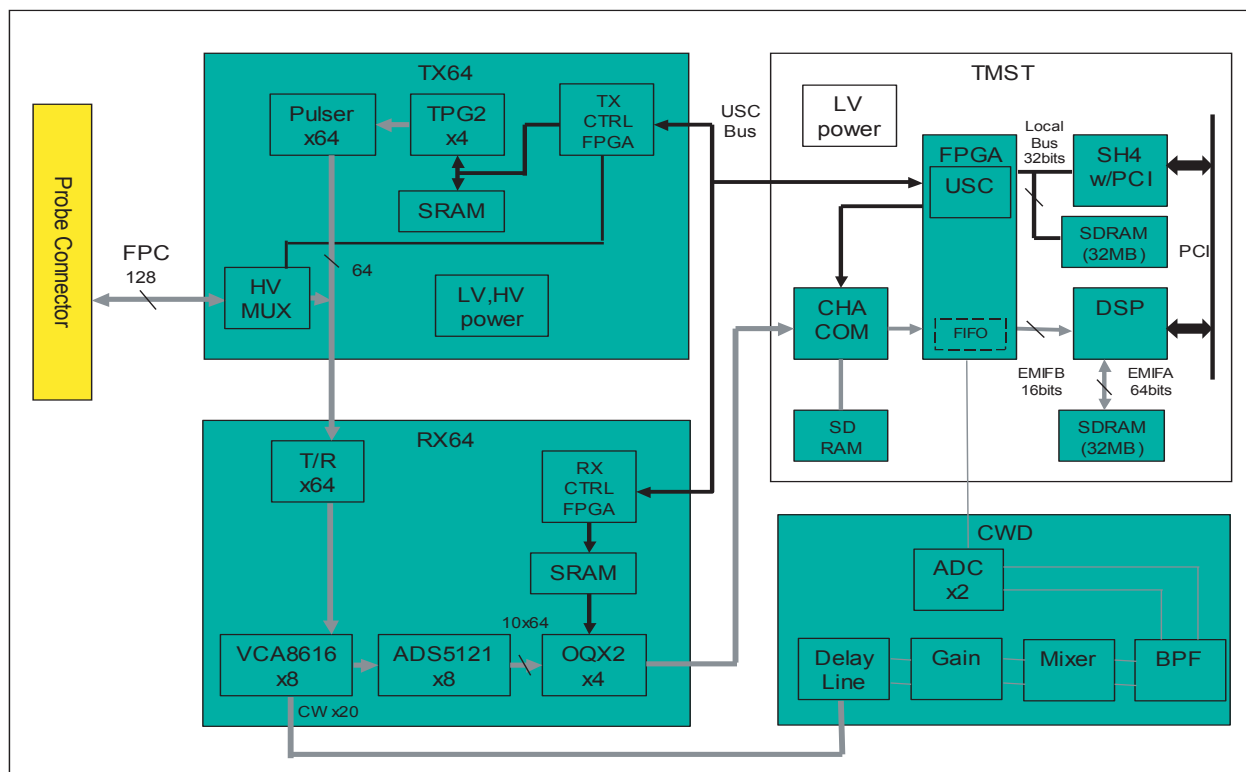 Probe Connector
FPC
128
TX64
Pulser
x64
TPG2
x4
TX
CTRL
FPGA
SRAM
HV
MUX
64
LV,HV
power
USC
Bus
TMST
LV
power
FPGA
USC
Local
Bus
32bits
SH4
w/PCI
SDRAM
(32MB)
PCI
CHA
COM
FIFO
DSP
EMIFB
16bits
EMIFA
64bits
SD
RAM
SDRAM
(32MB)
RX64
T/R
x64
RX
CTRL
FPGA
SRAM
VCA8616
x8
ADS5121
x8
10x64
OQX2
x4
CW x20
CWD
ADC
x2
Delay
Line
Gain
Mixer
BPF